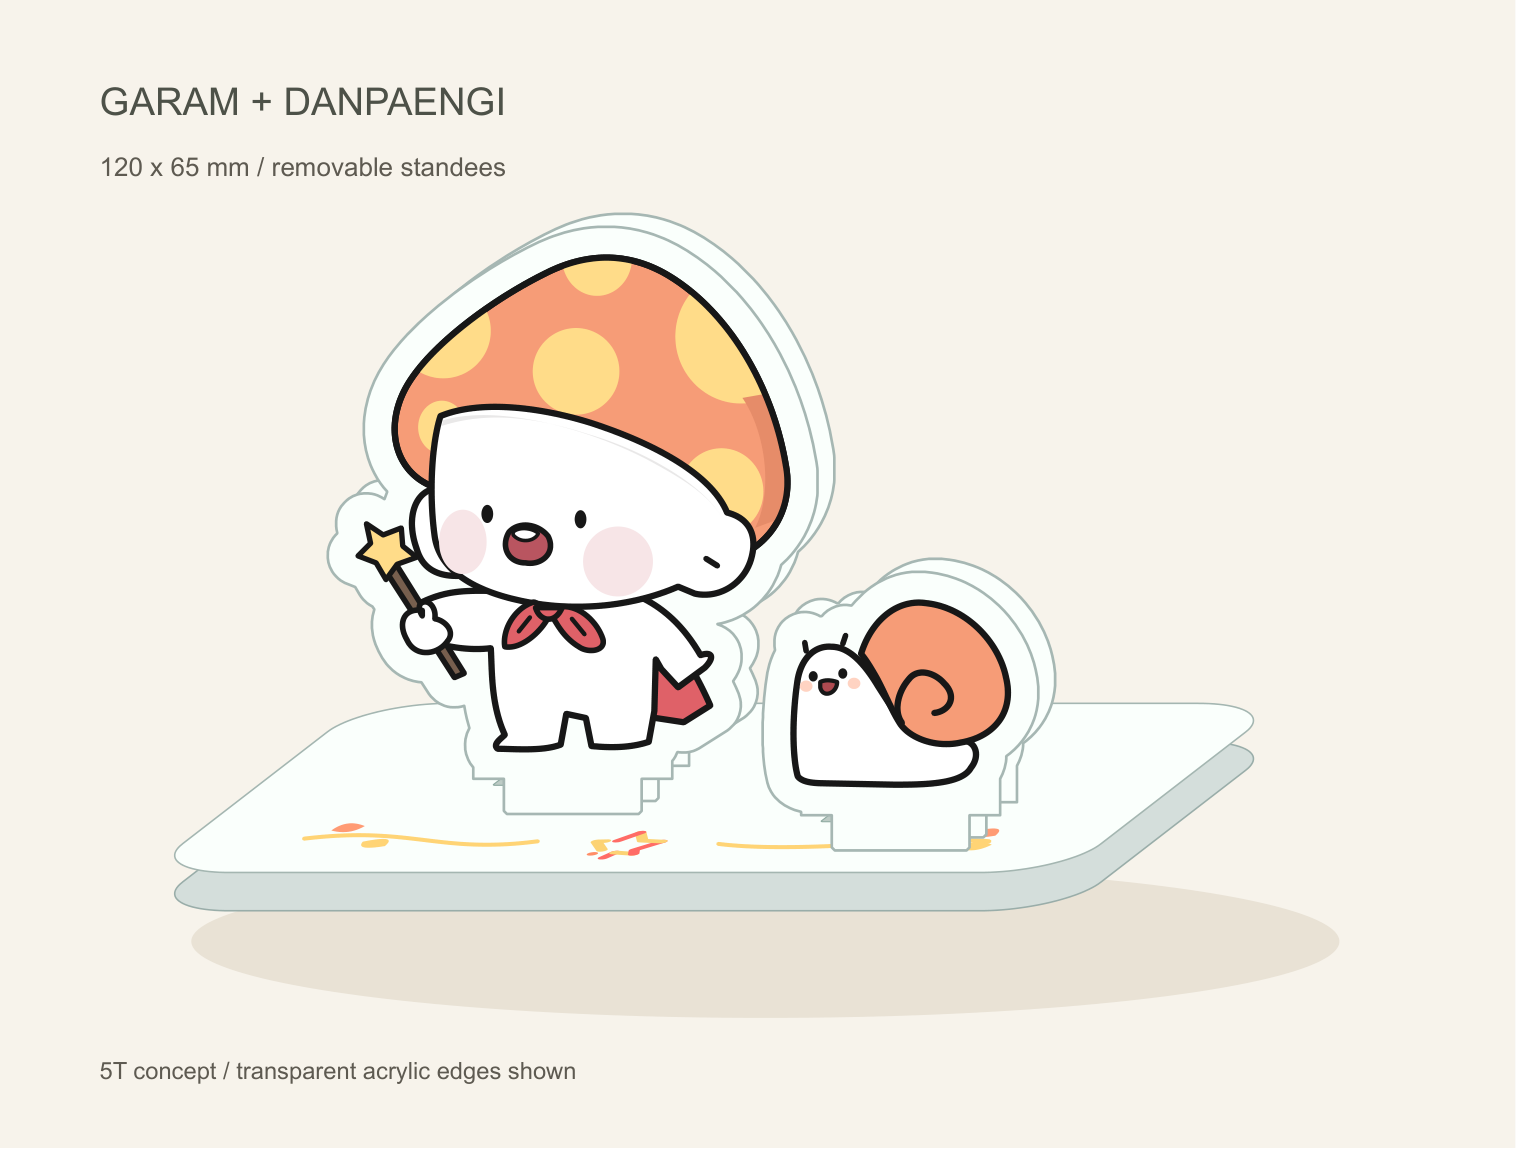 GARAM + DANPAENGI
120 x 65 mm / removable standees
5T concept / transparent acrylic edges shown